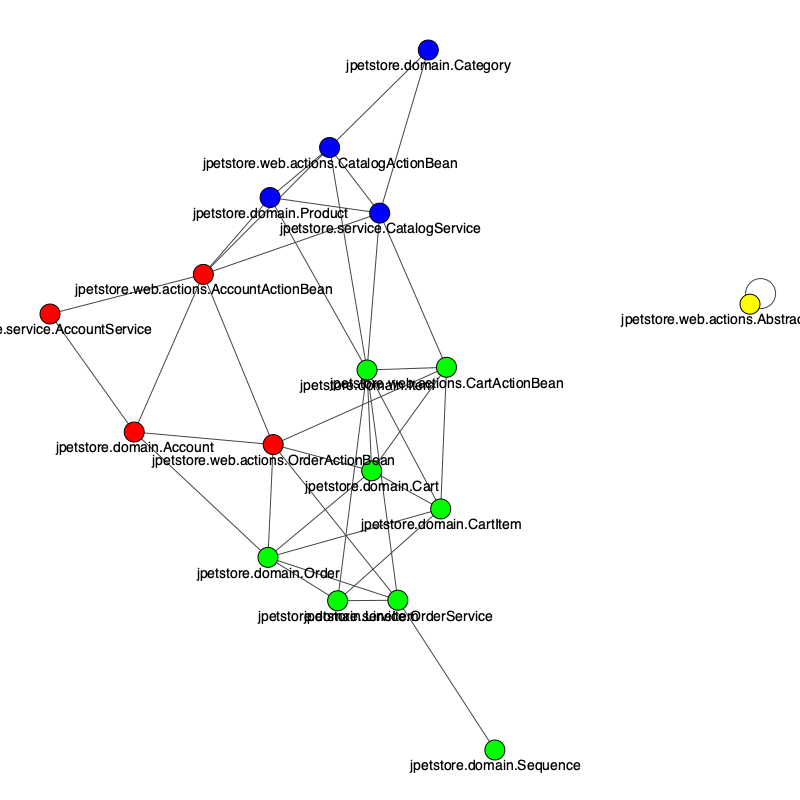 jpetstore.domain.Category
jpetstore.web.actions.CatalogActionBean
jpetstore.domain.Product
jpetstore.service.CatalogService
jpetstore.web.actions.AccountActionBean
jpetstore.web.actions.Abstrac
e.service.AccountService
jpetstore.domain.Item
jpetstore.web.actions.CartActionBean
jpetstore.domain.Account
jpetstore.web.actions.OrderActionBean
jpetstore.domain.Cart
jpetstore.domain.CartItem
jpetstore.domain.Order
jpetstore.domain.LineItem
jpetstore.service.OrderService
jpetstore.domain.Sequence